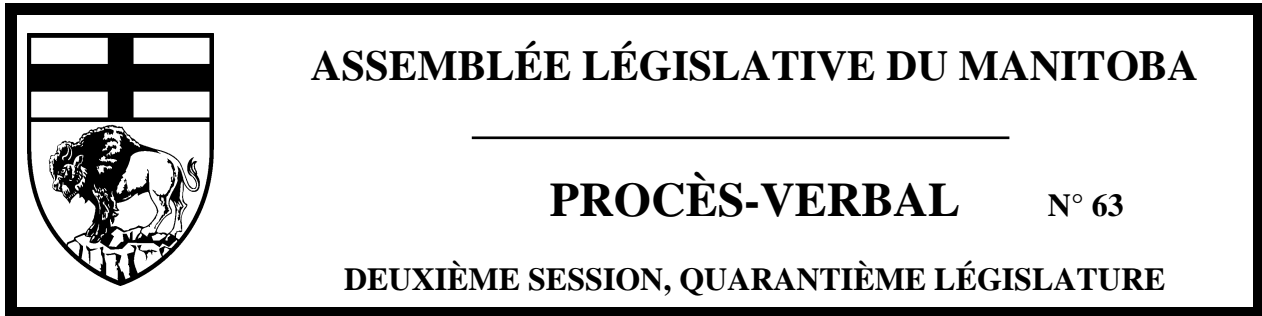 ASSEMBLÉE LÉGISLATIVE DU MANITOBA
PROCÈS-VERBAL N° 63
DEUXIÈME SESSION, QUARANTIÈME LÉGISLATURE